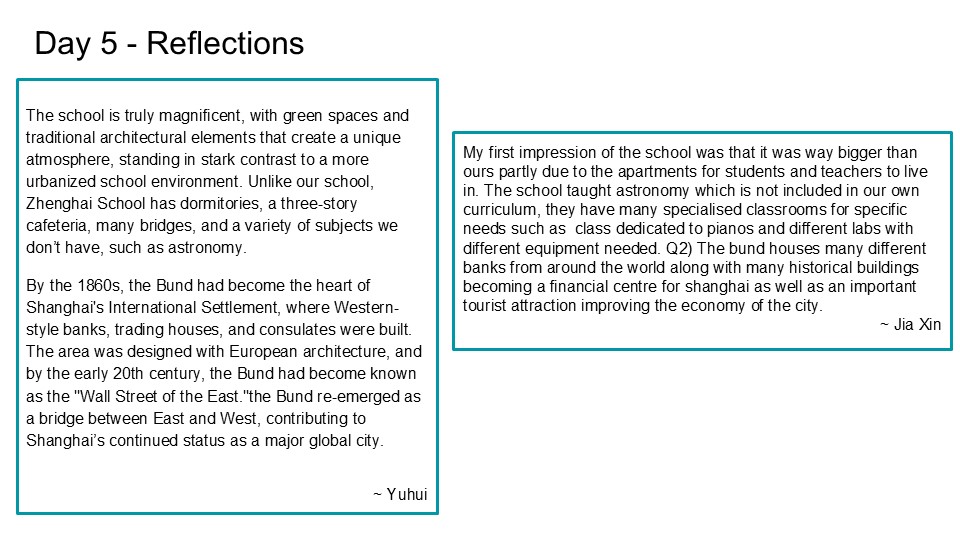 Day 5 - Reflections
The school is truly magnificent, with green spaces and
traditional architectural elements that create a unique
atmosphere, standing in stark contrast to a more
urbanized school environment. Unlike our school,
Zhenghai School has dormitories, a three-story
cafeteria, many bridges, and a variety of subjects we
don’t have, such as astronomy.
By the 1860s, the Bund had become the heart of
Shanghai's International Settlement, where Western-
style banks, trading houses, and consulates were built.
The area was designed with European architecture, and
by the early 20th century, the Bund had become known
as the "Wall Street of the East."the Bund re-emerged as
a bridge between East and West, contributing to
Shanghai’s continued status as a major global city.
~ Yuhui
My first impression of the school was that it was way bigger than
ours partly due to the apartments for students and teachers to live
in. The school taught astronomy which is not included in our own
curriculum, they have many specialised classrooms for specific
needs such as  class dedicated to pianos and different labs with
different equipment needed. Q2) The bund houses many different
banks from around the world along with many historical buildings
becoming a financial centre for shanghai as well as an important
tourist attraction improving the economy of the city.
~ Jia Xin